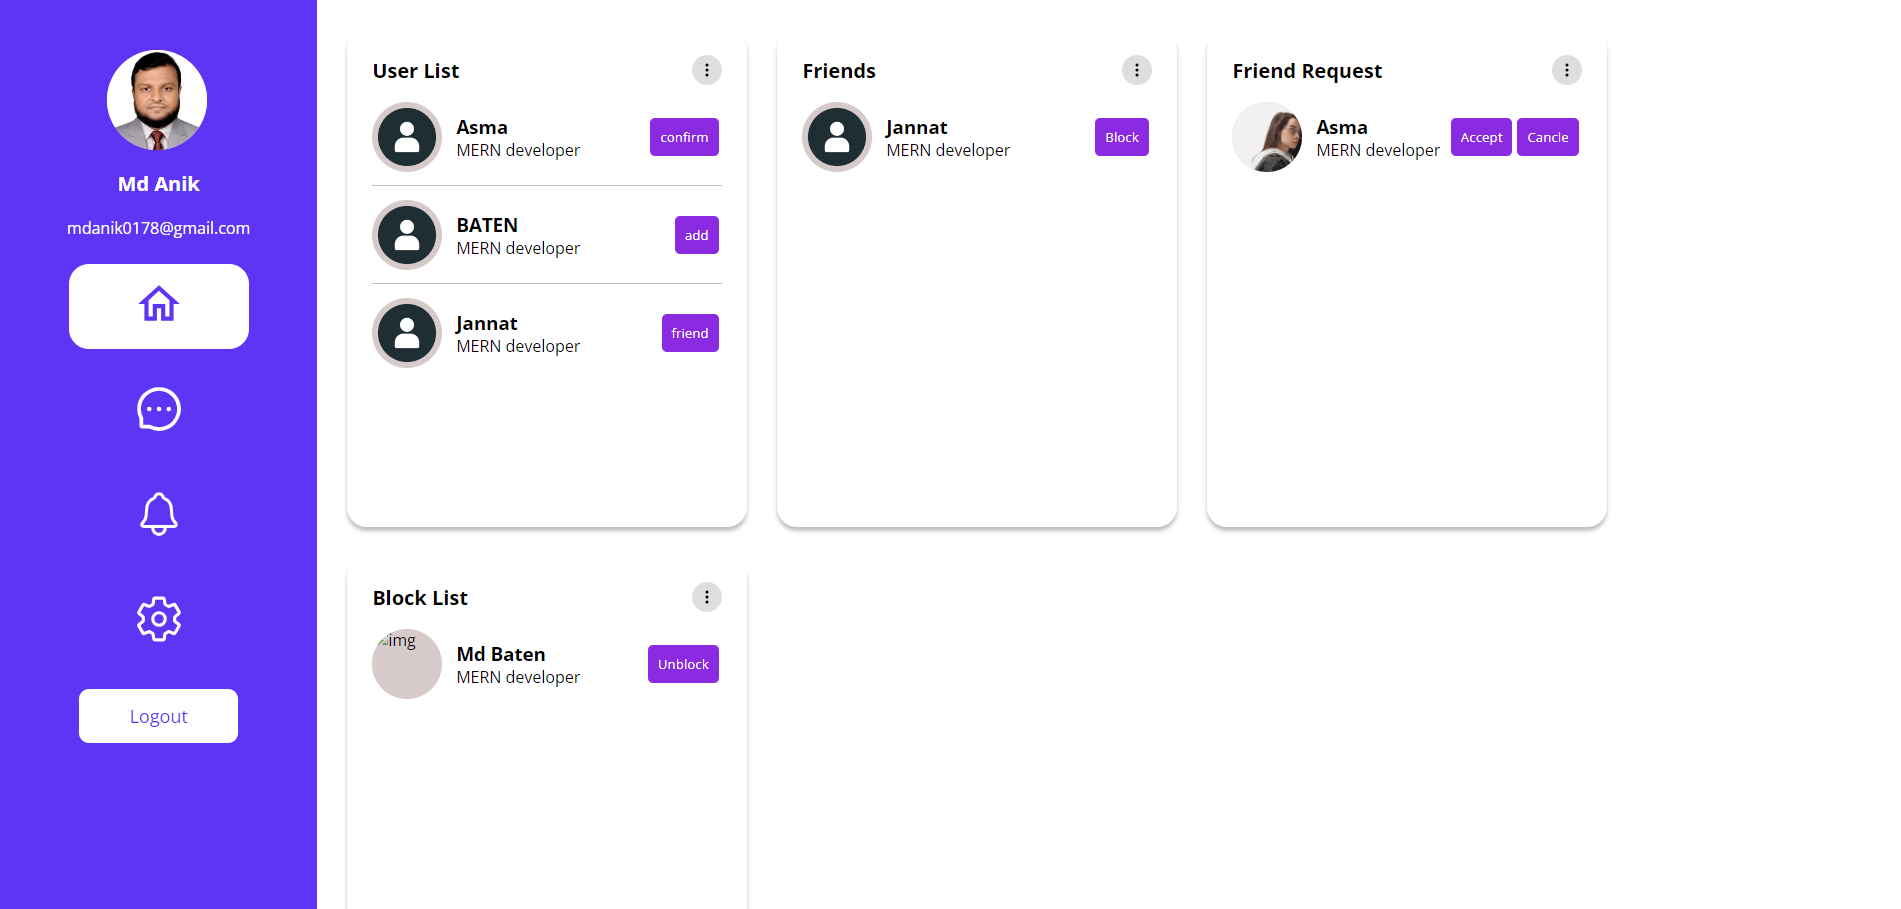 Md Anik
mdanik0178@gmail.com
Logout
User List
Asma
MERN developer
confirm
BATEN
MERN developer
add
Jannat
MERN developer
friend
Friends
Jannat
MERN developer
Block
Friend Request
Asma
MERN developer
Accept Cancle
Block List
img
Md Baten
MERN developer
Unblock